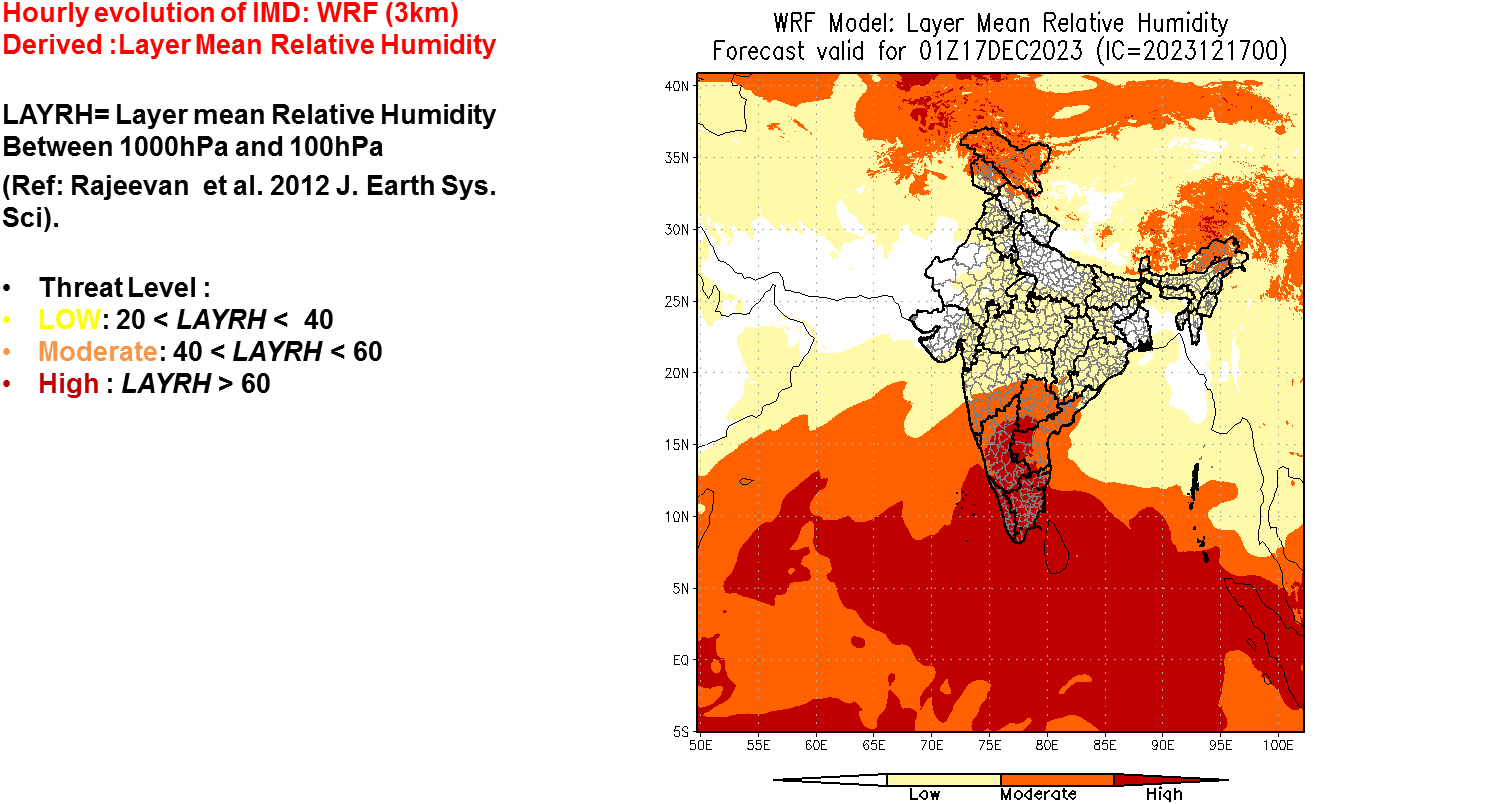 Hourly evolution of IMD: WRF (3km)
Derived :Layer Mean Relative Humidity
LAYRH= Layer mean Relative Humidity
Between 1000hPa and 100hPa
(Ref: Rajeevan et al. 2012 J. Earth Sys.
Sci).
• Threat Level :
• LOW: 20 < LAYRH < 40
• Moderate: 40 < LAYRH < 60
• High : LAYRH > 60
WRF Model: Layer Mean Relative Humidity
Forecast valid for 01Z17DEC2023 (IC=2023121700)
40N
35N
30N
25N
20N
15N
10N
5N
EQ
5S
50E 55E 60E 65E 70E 75E 80E 85E 90E 95E 100E
Low Moderate High